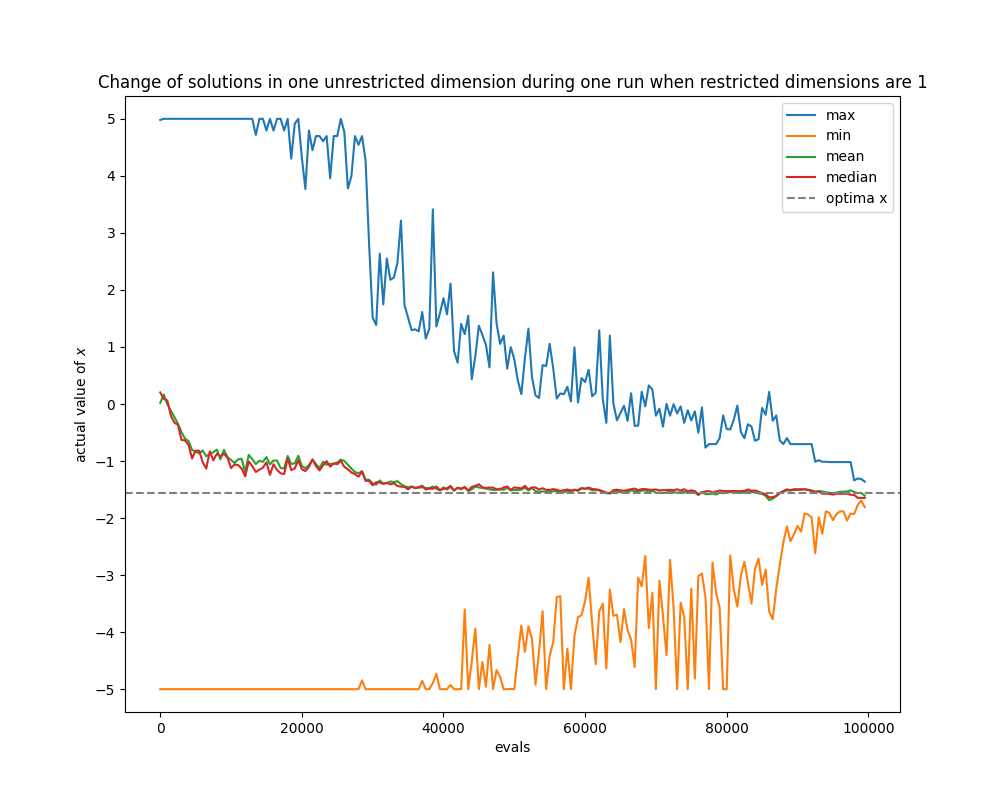 Change of solutions in one unrestricted dimension during one run when restricted dimensions are 1
max
min
mean
median
optima x
actual value of x
5
4
3
2
1
0
−1
−2
−3
−4
−5
0
20000
40000
60000
80000
100000
evals